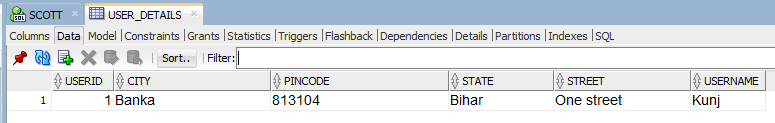 SQL SCOTT USER_DETAILS
Columns Data Model Constraints Grants Statistics Triggers Flashback Dependencies Details Partitions Indexes SQL
Sort.. Filter:
USERID CITY PINCODE STATE STREET USERNAME
1 1 Banka 813104 Bihar One street Kunj